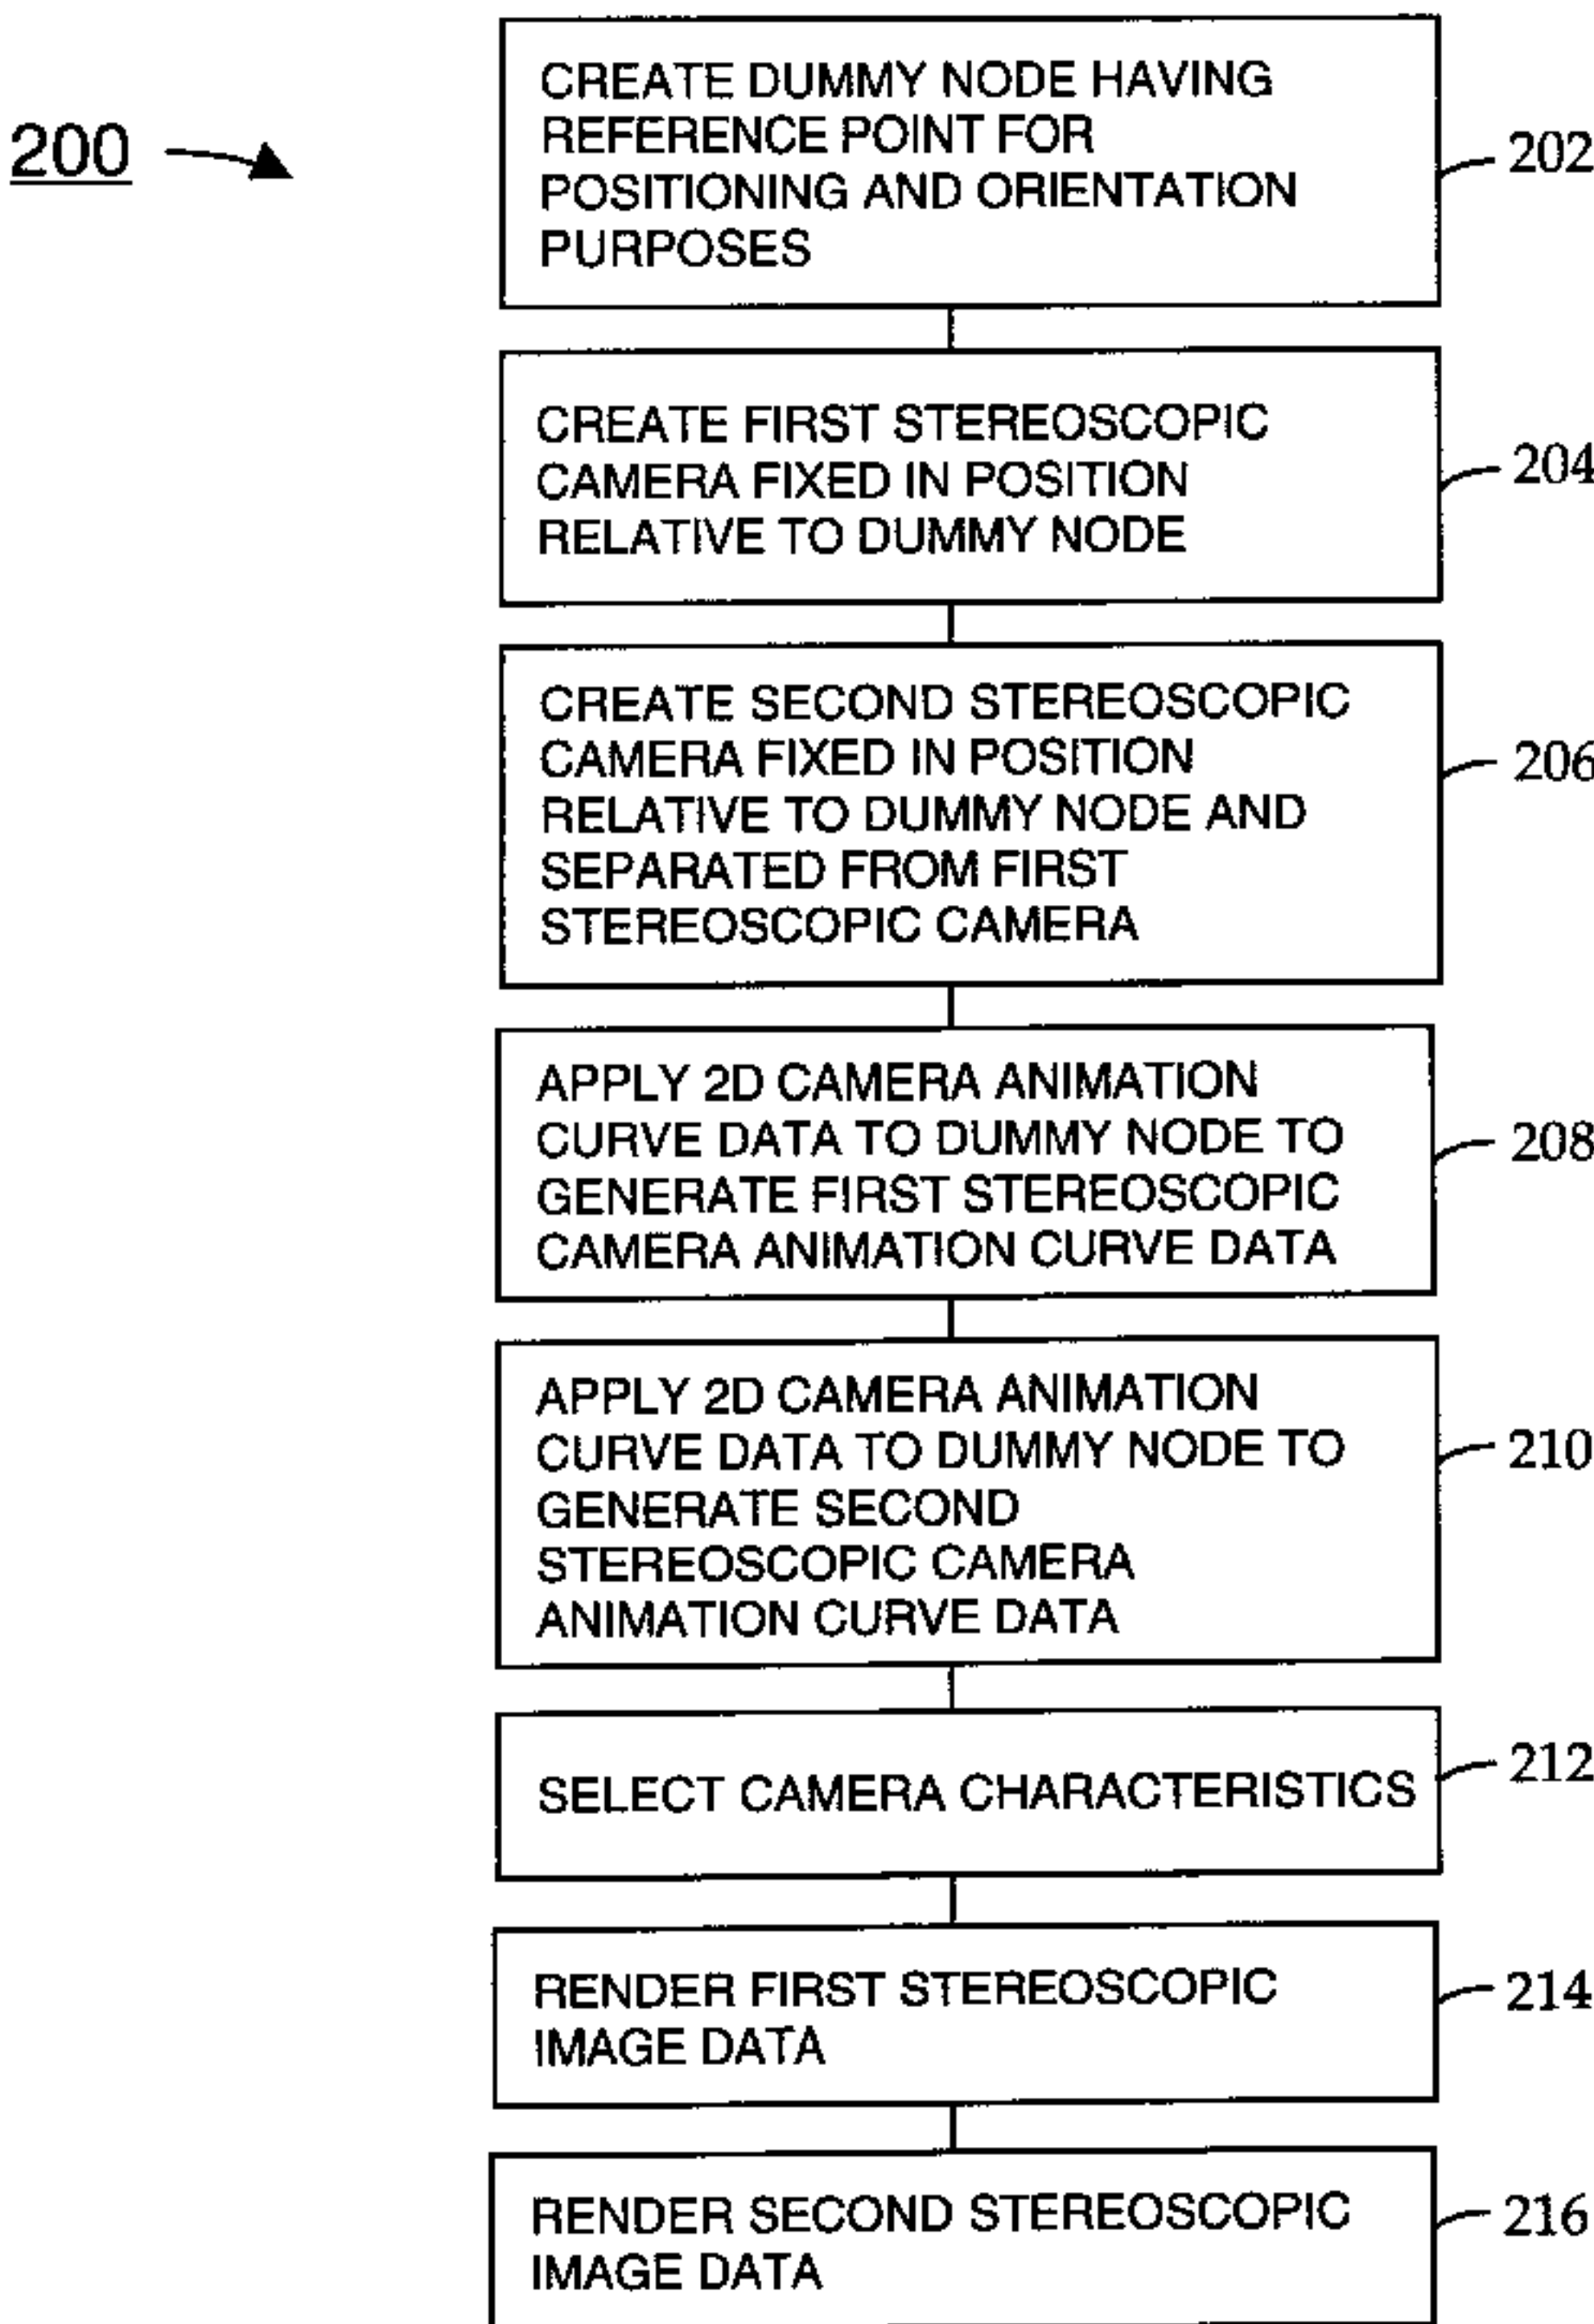 200
CREATE DUMMY NODE HAVING
REFERENCE POINT FOR
POSITIONING AND ORIENTATION
PURPOSES
202
CREATE FIRST STEREOSCOPIC
CAMERA FIXED IN POSITION
RELATIVE TO DUMMY NODE
204
CREATE SECOND STEREOSCOPIC
CAMERA FIXED IN POSITION
RELATIVE TO DUMMY NODE AND
SEPARATED FROM FIRST
STEREOSCOPIC CAMERA
206
APPLY 2D CAMERA ANIMATION
CURVE DATA TO DUMMY NODE TO
GENERATE FIRST STEREOSCOPIC
CAMERA ANIMATION CURVE DATA
208
APPLY 2D CAMERA ANIMATION
CURVE DATA TO DUMMY NODE TO
GENERATE SECOND
STEREOSCOPIC CAMERA
ANIMATION CURVE DATA
210
SELECT CAMERA CHARACTERISTICS
212
RENDER FIRST STEREOSCOPIC
IMAGE DATA
214
RENDER SECOND STEREOSCOPIC
IMAGE DATA
216